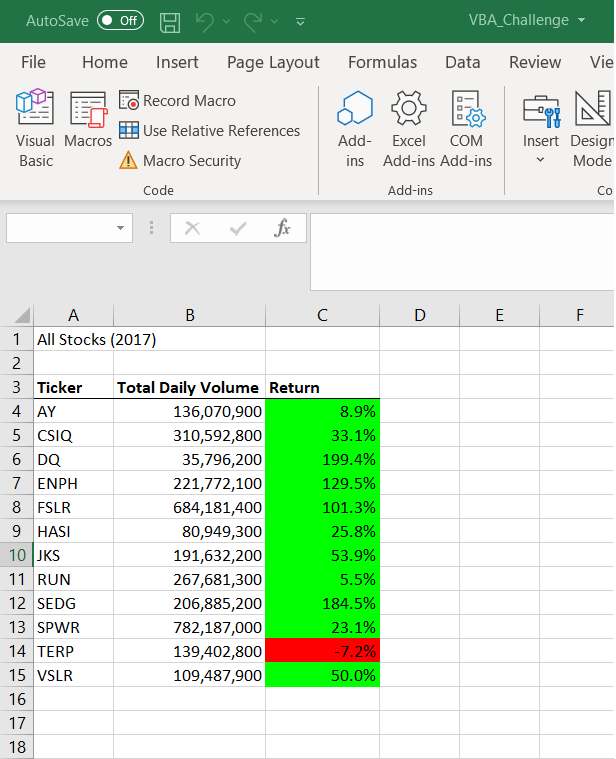 AutoSave Off VBA_Challenge
File Home Insert Page Layout Formulas Data Review Vie
Visual Basic
Macros
Record Macro
Use Relative References
Macro Security
Code
Add-ins
Excel Add-ins
COM Add-ins
Add-ins
Insert
Design Mode
Co
fx
A B C D E F
1 All Stocks (2017)
2
3 Ticker Total Daily Volume Return
4 AY 136,070,900 8.9%
5 CSIQ 310,592,800 33.1%
6 DQ 35,796,200 199.4%
7 ENPH 221,772,100 129.5%
8 FSLR 684,181,400 101.3%
9 HASI 80,949,300 25.8%
10 JKS 191,632,200 53.9%
11 RUN 267,681,300 5.5%
12 SEDG 206,885,200 184.5%
13 SPWR 782,187,000 23.1%
14 TERP 139,402,800 -7.2%
15 VSLR 109,487,900 50.0%
16
17
18